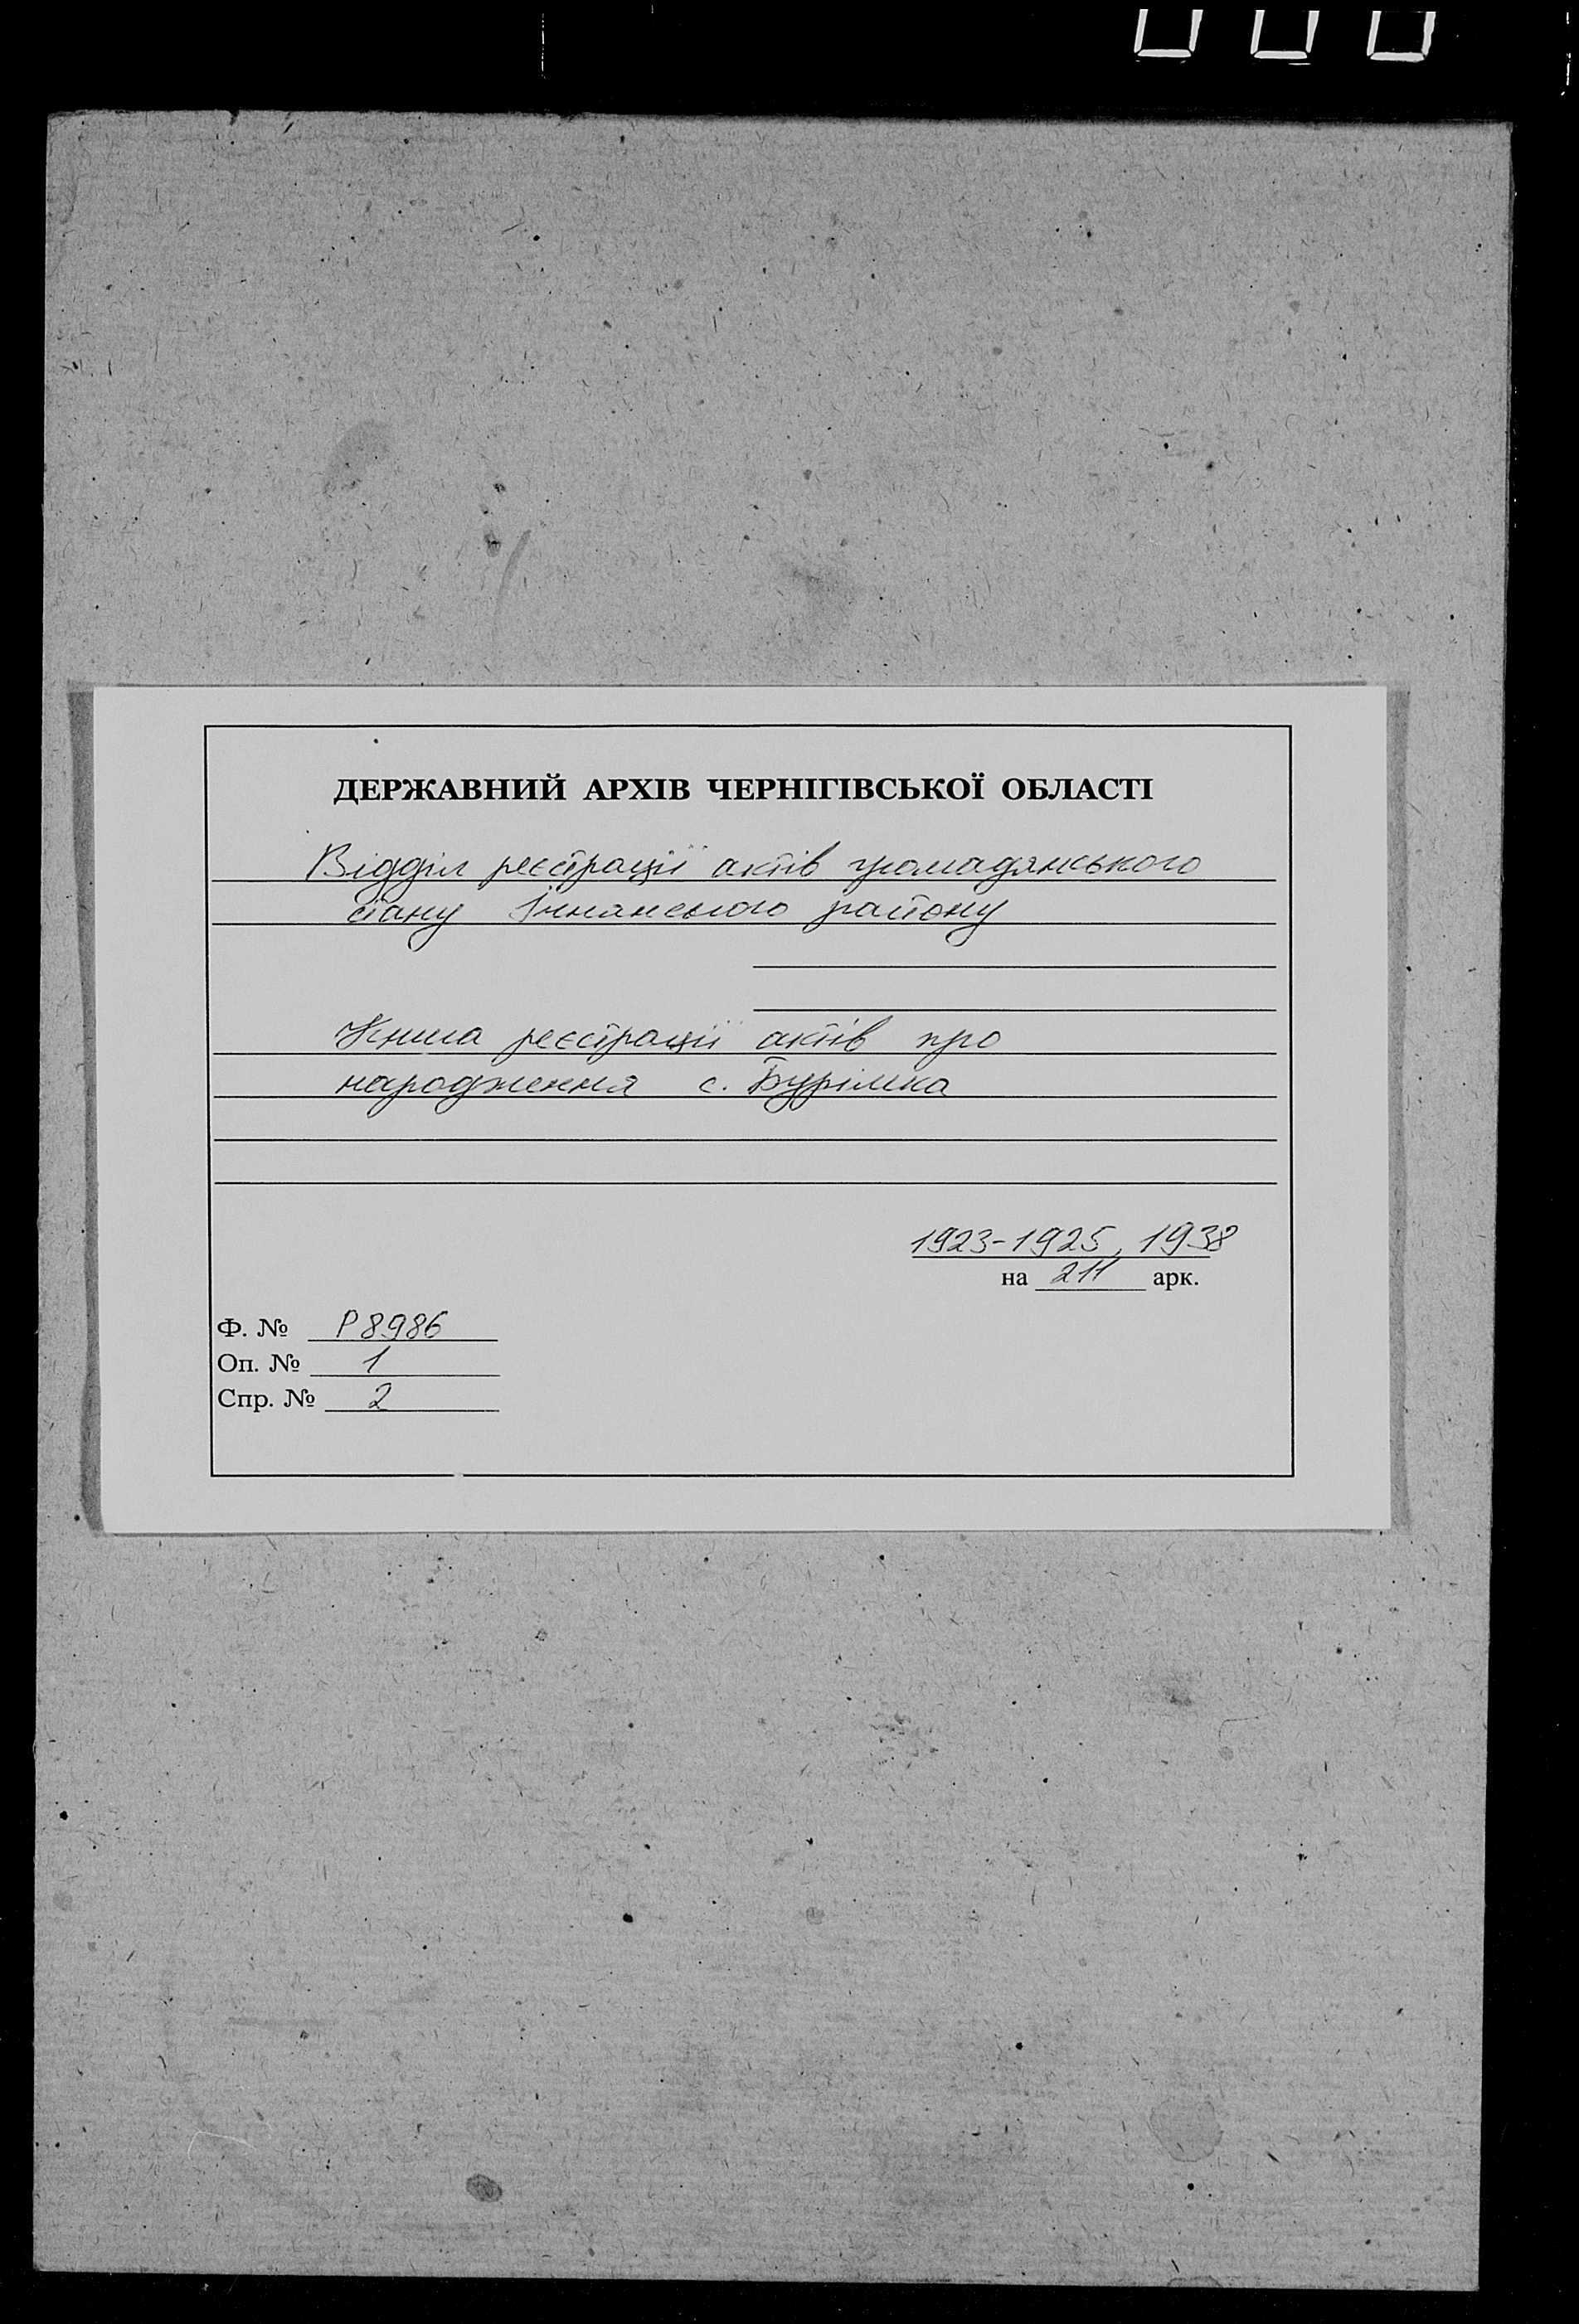 ДЕРЖАВНИЙ АРХІВ ЧЕРНІГІВСЬКОЇ ОБЛАСТІ
Відділ реєстрації актів громадянського
стану Ічнянського району
Книга реєстрації актів про
народження с. Бурімка
1923-1925, 1938
на 211 арк.
Ф. № Р8986
Оп. № 1
Спр. № 2